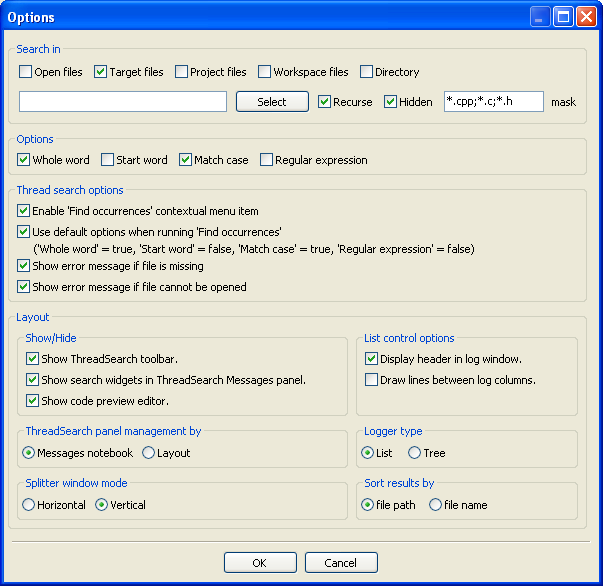 Options
Search in
Open files Target files Project files Workspace files Directory
Select Recurse Hidden *.cpp;*.c;*.h mask
Options
Whole word Start word Match case Regular expression
Thread search options
Enable 'Find occurrences' contextual menu item
Use default options when running 'Find occurrences'
('Whole word' = true, 'Start word' = false, 'Match case' = true, 'Regular expression' = false)
Show error message if file is missing
Show error message if file cannot be opened
Layout
Show/Hide
Show ThreadSearch toolbar.
Show search widgets in ThreadSearch Messages panel.
Show code preview editor.
List control options
Display header in log window.
Draw lines between log columns.
ThreadSearch panel management by
Messages notebook Layout
Logger type
List Tree
Splitter window mode
Horizontal Vertical
Sort results by
file path file name
OK Cancel